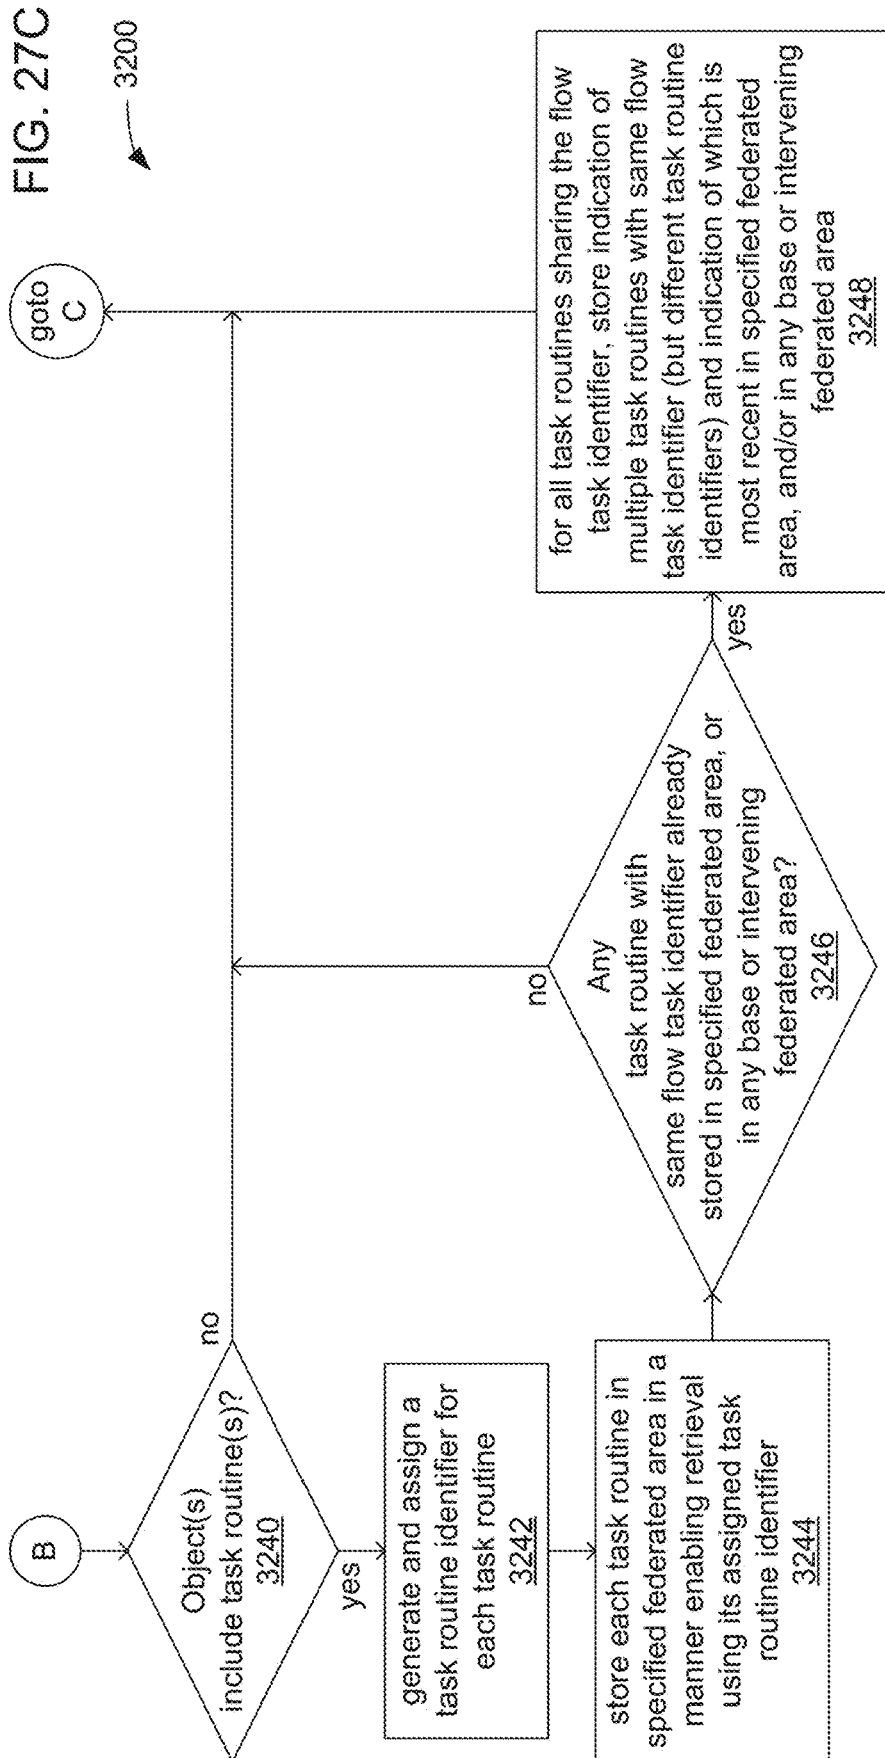 FIG. 27C
3200
B
Object(s)
include task routine(s)?
3240
no
yes
generate and assign a
task routine identifier for
each task routine
3242
store each task routine in
specified federated area in a
manner enabling retrieval
using its assigned task
routine identifier
3244
Any
task routine with
same flow task identifier already
stored in specified federated area, or
in any base or intervening
federated area?
3246
no
yes
for all task routines sharing the flow
task identifier, store indication of
multiple task routines with same flow
task identifier (but different task routine
identifiers) and indication of which is
most recent in specified federated
area, and/or in any base or intervening
federated area
3248
goto
C